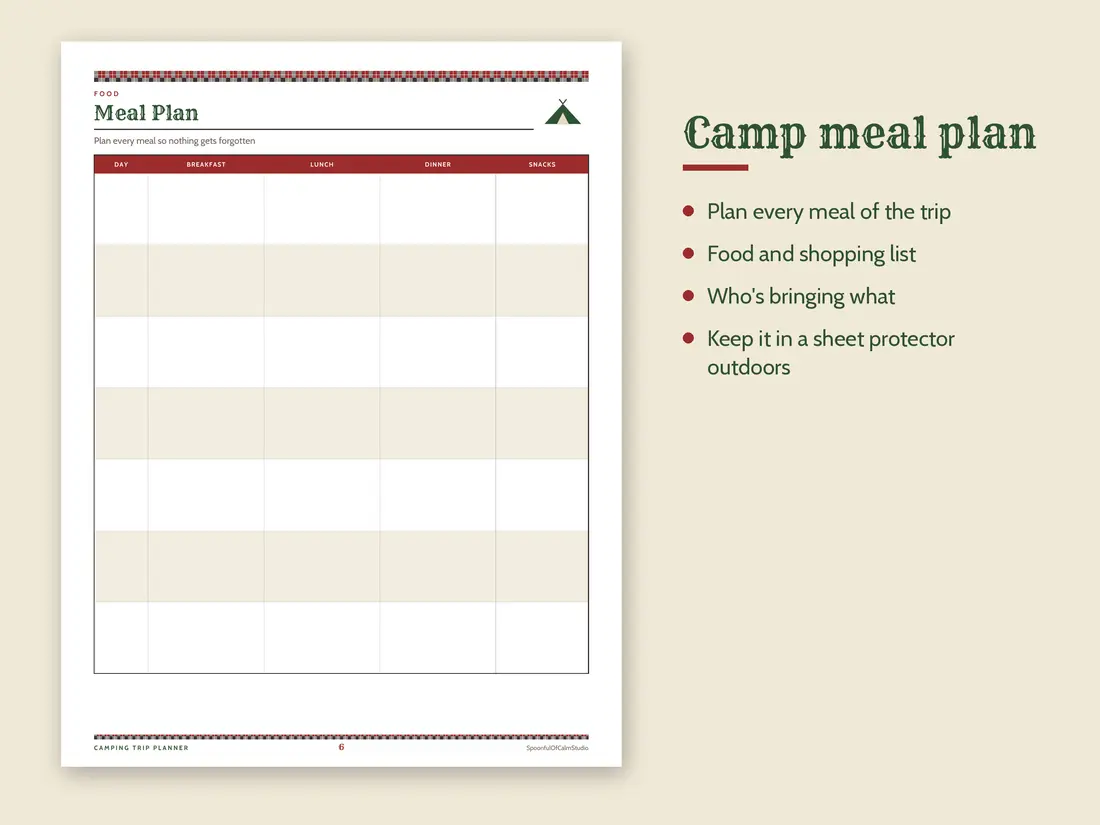 FOOD
Meal Plan
Plan every meal so nothing gets forgotten
DAY BREAKFAST LUNCH DINNER SNACKS
CAMPING TRIP PLANNER 6 SpoonfulOfCalmStudio
Camp meal plan
Plan every meal of the trip
Food and shopping list
Who's bringing what
Keep it in a sheet protector
outdoors